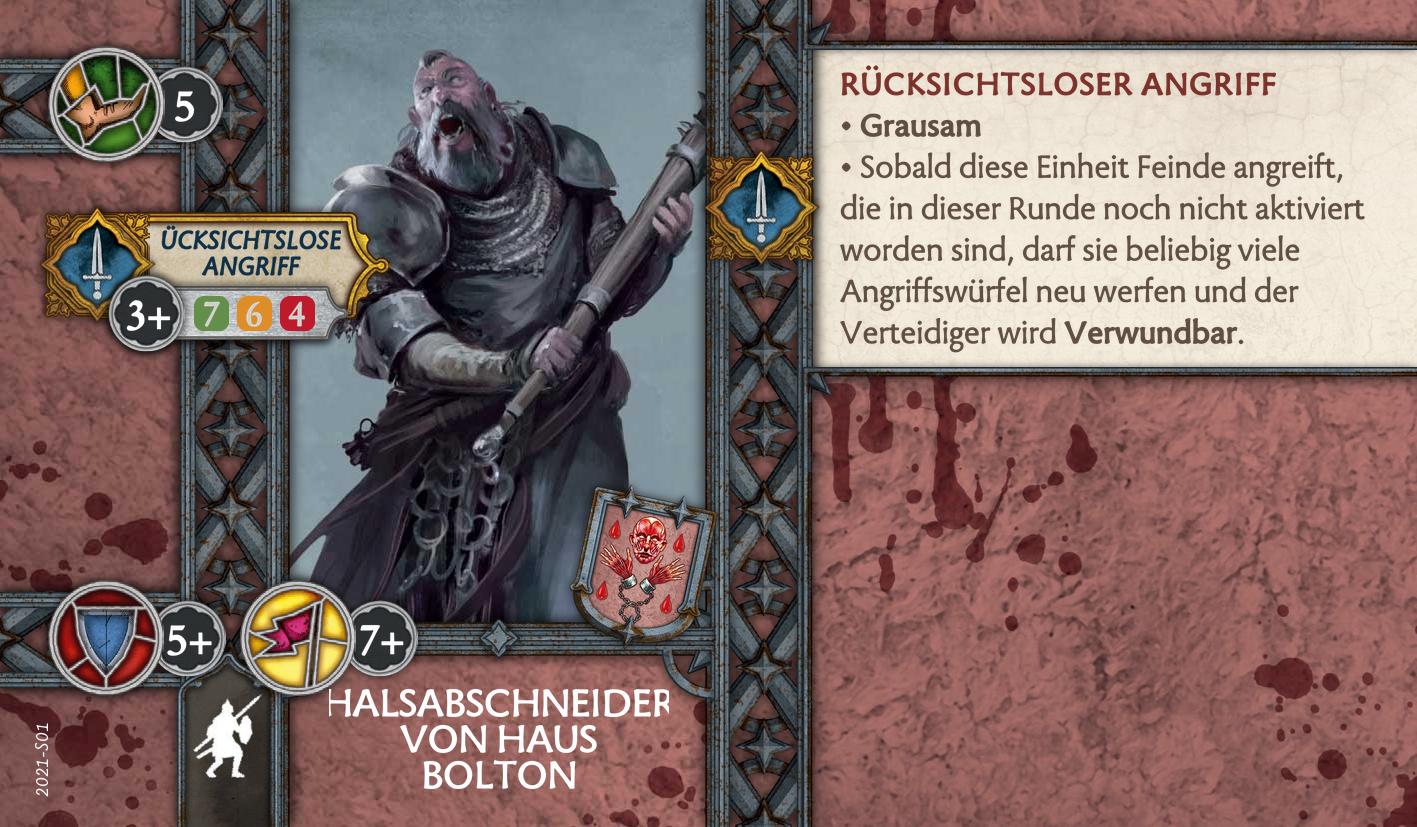 5
ÜCKSICHTSLOSE
ANGRIFF
3+ 7 6 4
5+ 7+
HALSABSCHNEIDER
VON HAUS
BOLTON
2021-S01
RÜCKSICHTSLOSER ANGRIFF
• Grausam
• Sobald diese Einheit Feinde angreift,
die in dieser Runde noch nicht aktiviert
worden sind, darf sie beliebig viele
Angriffswürfel neu werfen und der
Verteidiger wird Verwundbar.